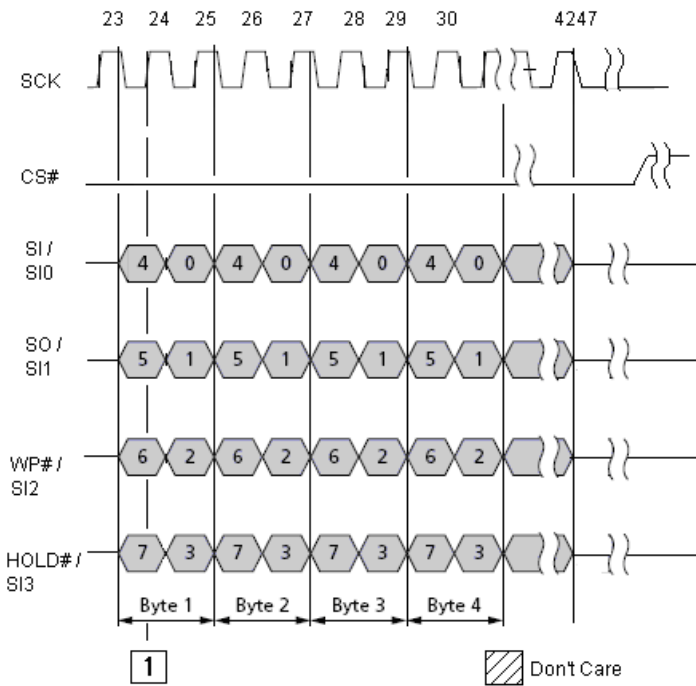 23 24 25 26 27 28 29 30 4247
SCK
CS#
SI /
SI0
4 0 4 0 4 0 4 0
SO /
SI1
5 1 5 1 5 1 5 1
WP# /
SI2
6 2 6 2 6 2 6 2
HOLD# /
SI3
7 3 7 3 7 3 7 3
Byte 1 Byte 2 Byte 3 Byte 4
1
Don't Care